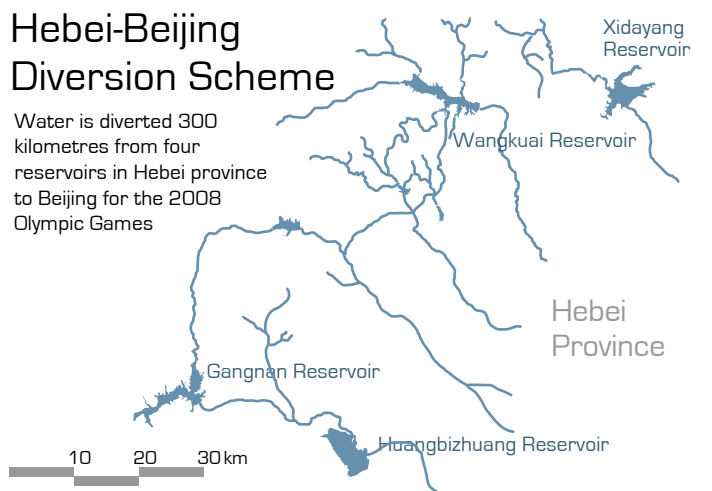 Hebei-Beijing
Diversion Scheme
Water is diverted 300
kilometres from four
reservoirs in Hebei province
to Beijing for the 2008
Olympic Games
Xidayang
Reservoir
Wangkuai Reservoir
Hebei
Province
Gangnan Reservoir
Huangbizhuang Reservoir
10 20 30 km